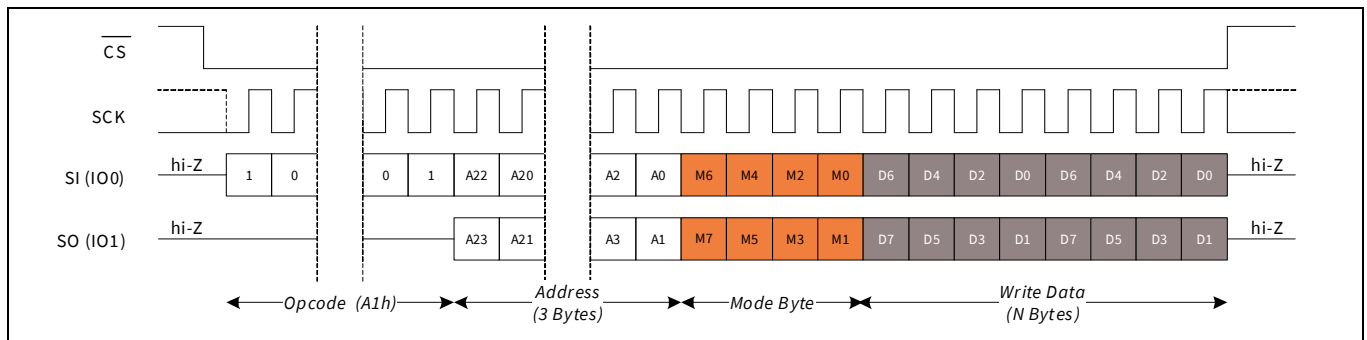 CS
SCK
SI (IO0) hi-Z 1 0 0 1 A22 A20 A2 A0 M6 M4 M2 M0 D6 D4 D2 D0 D6 D4 D2 D0 hi-Z
SO (IO1) hi-Z A23 A21 A3 A1 M7 M5 M3 M1 D7 D5 D3 D1 D7 D5 D3 D1 hi-Z
Opcode (A1h) Address Mode Byte Write Data
(3 Bytes) (N Bytes)